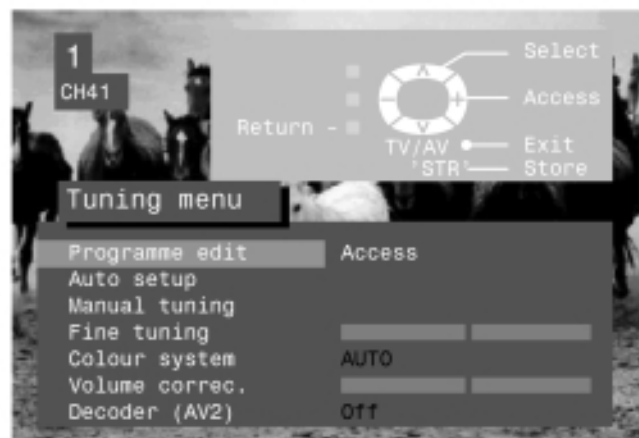 1
CH41
Select
Access
Return -
TV/AV
Exit
"STR"
Store
Tuning menu
Programme edit Access
Auto setup
Manual tuning
Fine tuning
Colour system AUTO
Volume correc.
Decoder (AV2) Off